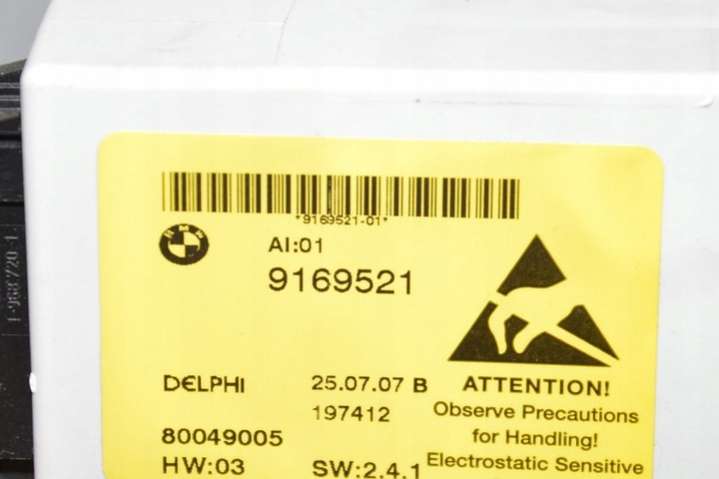 *9169521-01*
BMW
AI:01
9169521
DELPHI 25.07.07 B
197412
80049005
HW:03 SW:2.4.1
ATTENTION!
Observe Precautions
for Handling!
Electrostatic Sensitive